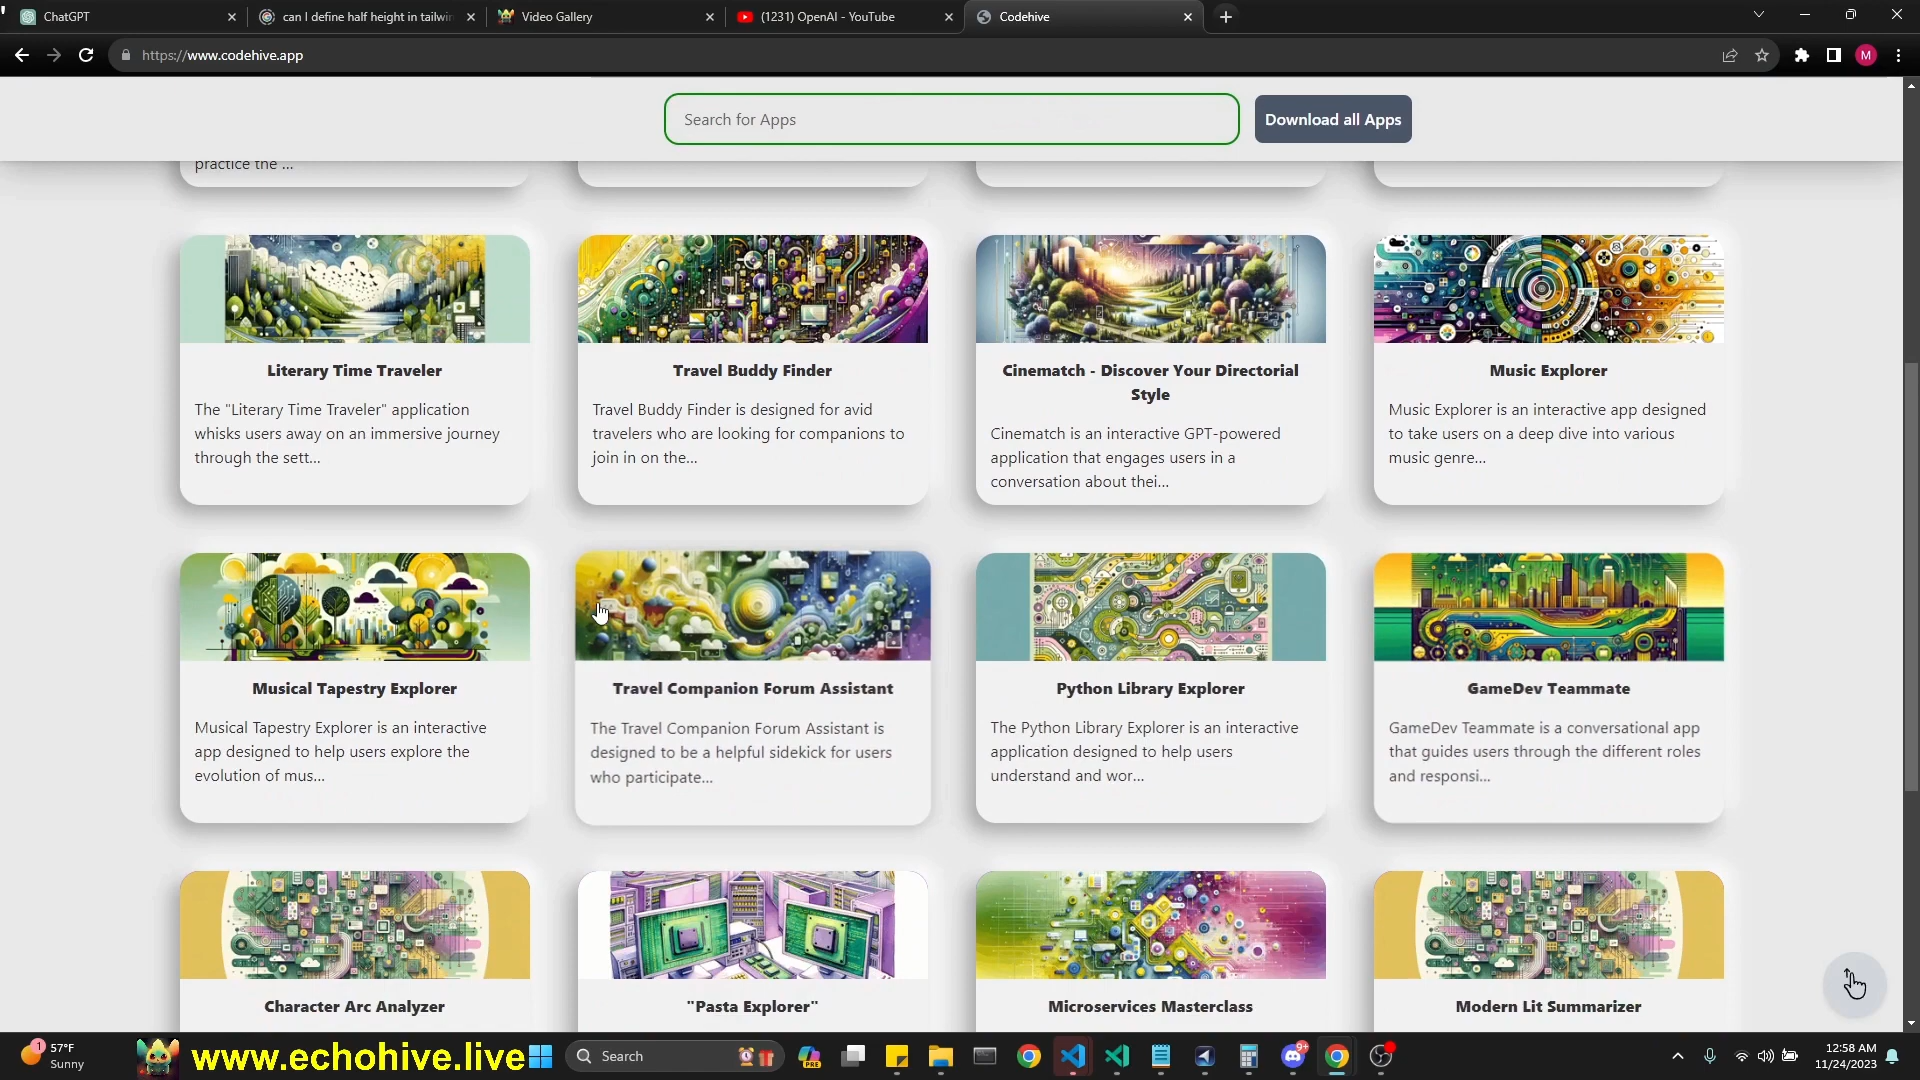 ChatGPT
can I define half height in tailwin
Video Gallery
(1231) OpenAI - YouTube
Codehive
https://www.codehive.app
M
Search for Apps
Download all Apps
practice the ...
Literary Time Traveler
The "Literary Time Traveler" application
whisks users away on an immersive journey
through the sett...
Travel Buddy Finder
Travel Buddy Finder is designed for avid
travelers who are looking for companions to
join in on the...
Cinematch - Discover Your Directorial
Style
Cinematch is an interactive GPT-powered
application that engages users in a
conversation about thei...
Music Explorer
Music Explorer is an interactive app designed
to take users on a deep dive into various
music genre...
Musical Tapestry Explorer
Musical Tapestry Explorer is an interactive
app designed to help users explore the
evolution of mus...
Travel Companion Forum Assistant
The Travel Companion Forum Assistant is
designed to be a helpful sidekick for users
who participate...
Python Library Explorer
The Python Library Explorer is an interactive
application designed to help users
understand and wor...
GameDev Teammate
GameDev Teammate is a conversational app
that guides users through the different roles
and responsi...
Character Arc Analyzer
"Pasta Explorer"
Microservices Masterclass
Modern Lit Summarizer
1
57°F
Sunny
www.echohive.live
Search
PRE
9+
12:58 AM
11/24/2023